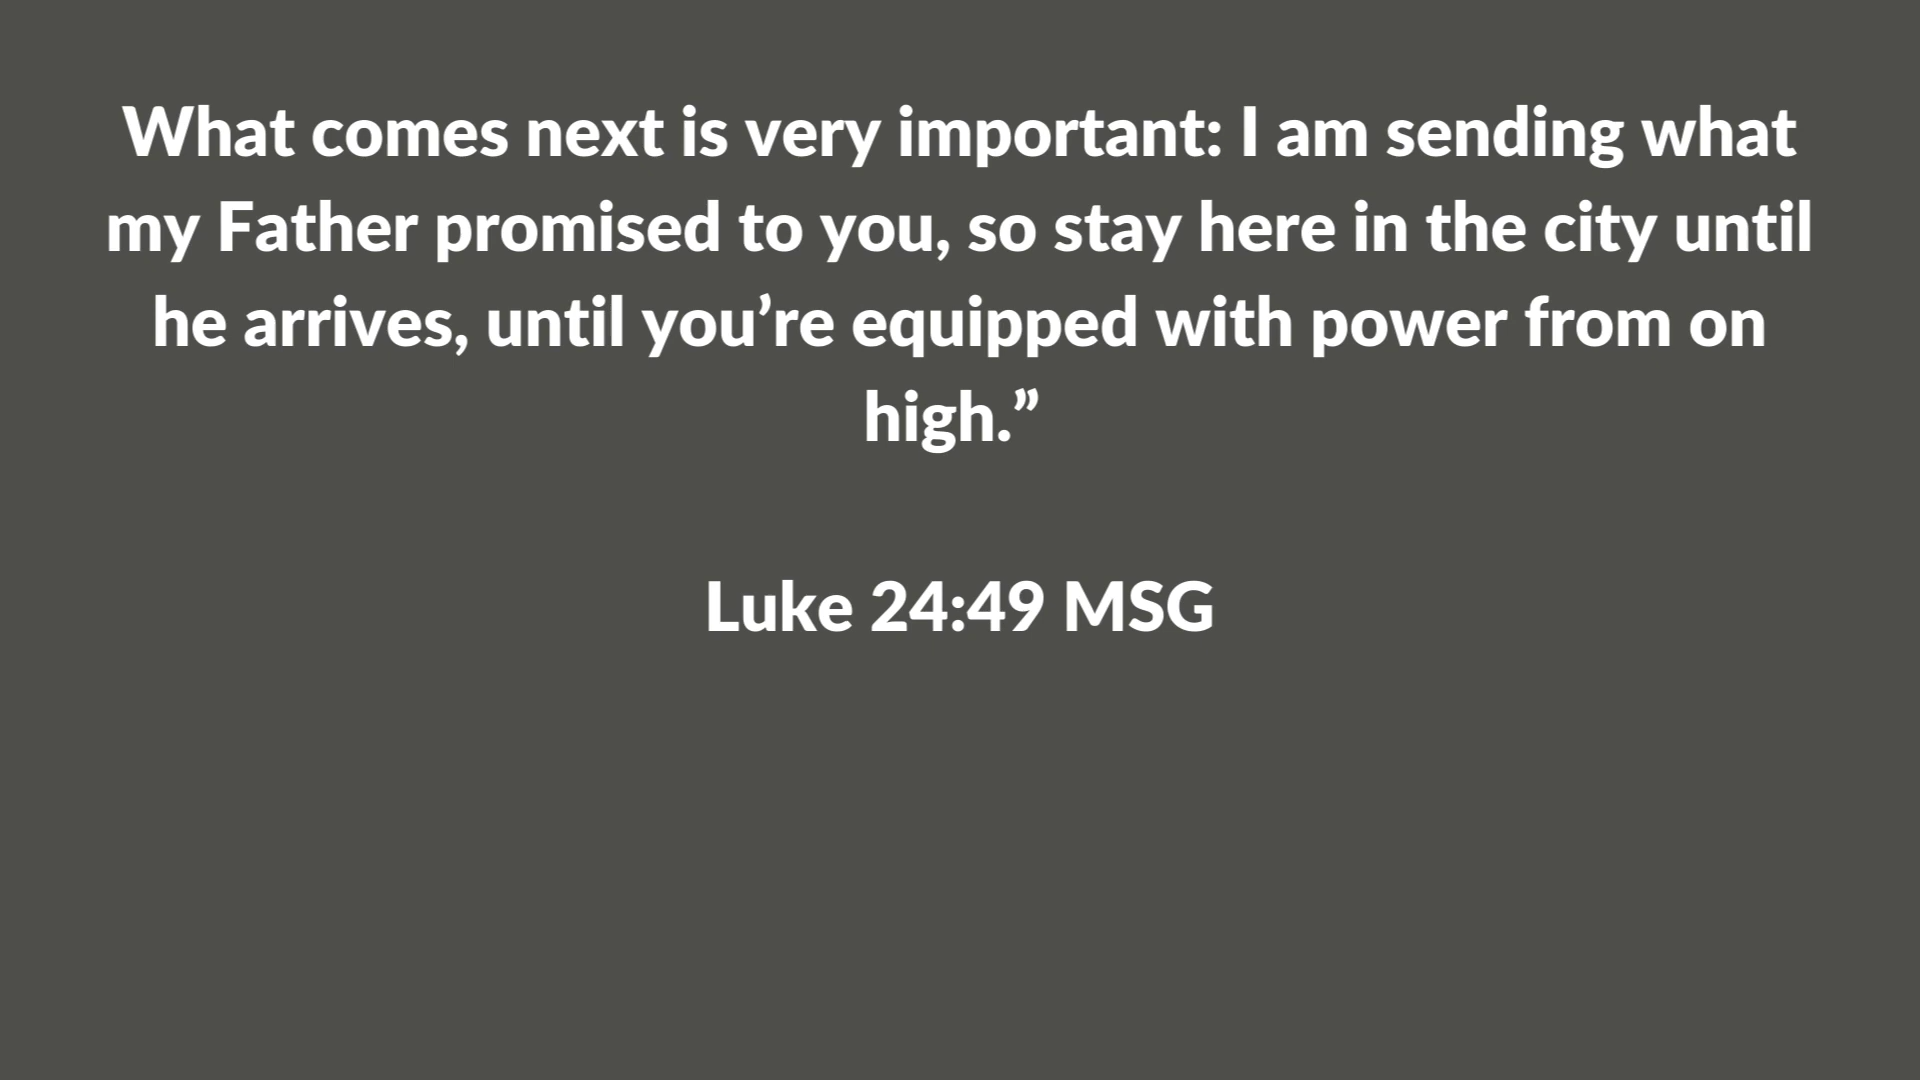 What comes next is very important: I am sending what
my Father promised to you, so stay here in the city until
he arrives, until you’re equipped with power from on
high.”
Luke 24:49 MSG